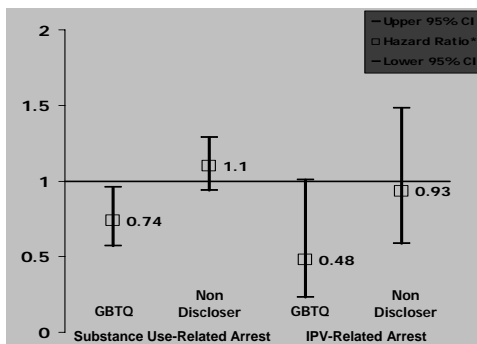 2
Upper 95% CI
Hazard Ratio*
Lower 95% CI
1.5
1
1.1
0.93
0.74
0.5
0.48
GBTQ
Non
Discloser
GBTQ
Non
Discloser
0
Substance Use-Related Arrest
IPV-Related Arrest